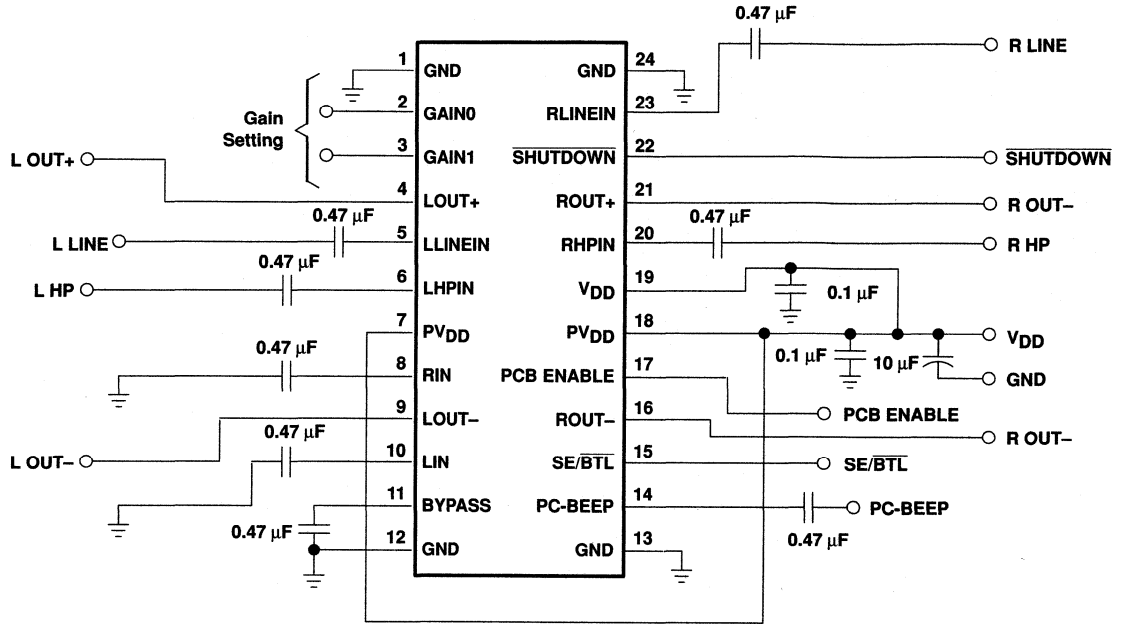 0.47 µF
R LINE
1 GND
GND 24
2 GAIN0
RLINEIN 23
Gain
Setting
3 GAIN1
SHUTDOWN 22
SHUTDOWN
L OUT+
4 LOUT+
ROUT+ 21
R OUT–
0.47 µF
0.47 µF
L LINE
5 LLINEIN
RHPIN 20
R HP
0.47 µF
L HP
6 LHPIN
VDD 19
0.1 µF
7 PVDD
PVDD 18
VDD
0.1 µF
10 µF
GND
0.47 µF
8 RIN
PCB ENABLE 17
PCB ENABLE
9 LOUT–
ROUT– 16
R OUT–
0.47 µF
L OUT–
10 LIN
SE/BTL 15
SE/BTL
11 BYPASS
PC-BEEP 14
PC-BEEP
0.47 µF
0.47 µF
12 GND
GND 13